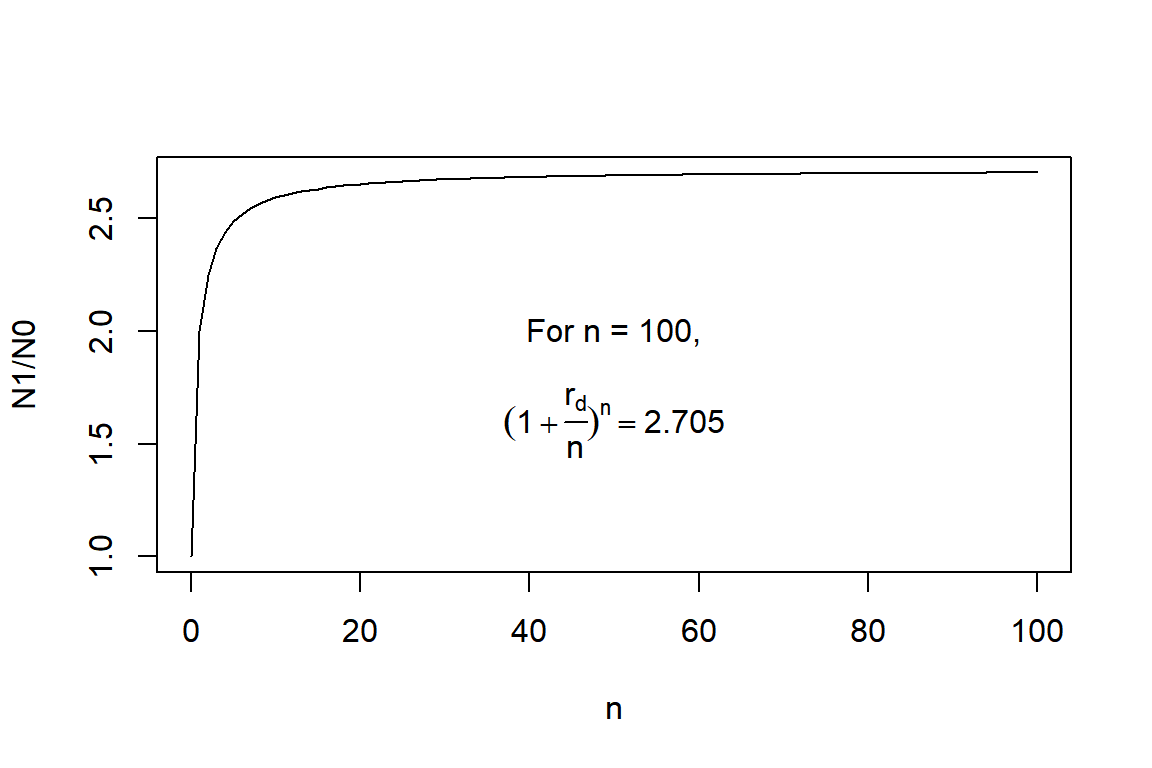 N1/N0
2.5
2.0
1.5
1.0
For n = 100,
(1 + r_d/n)^n = 2.705
0 20 40 60 80 100
n